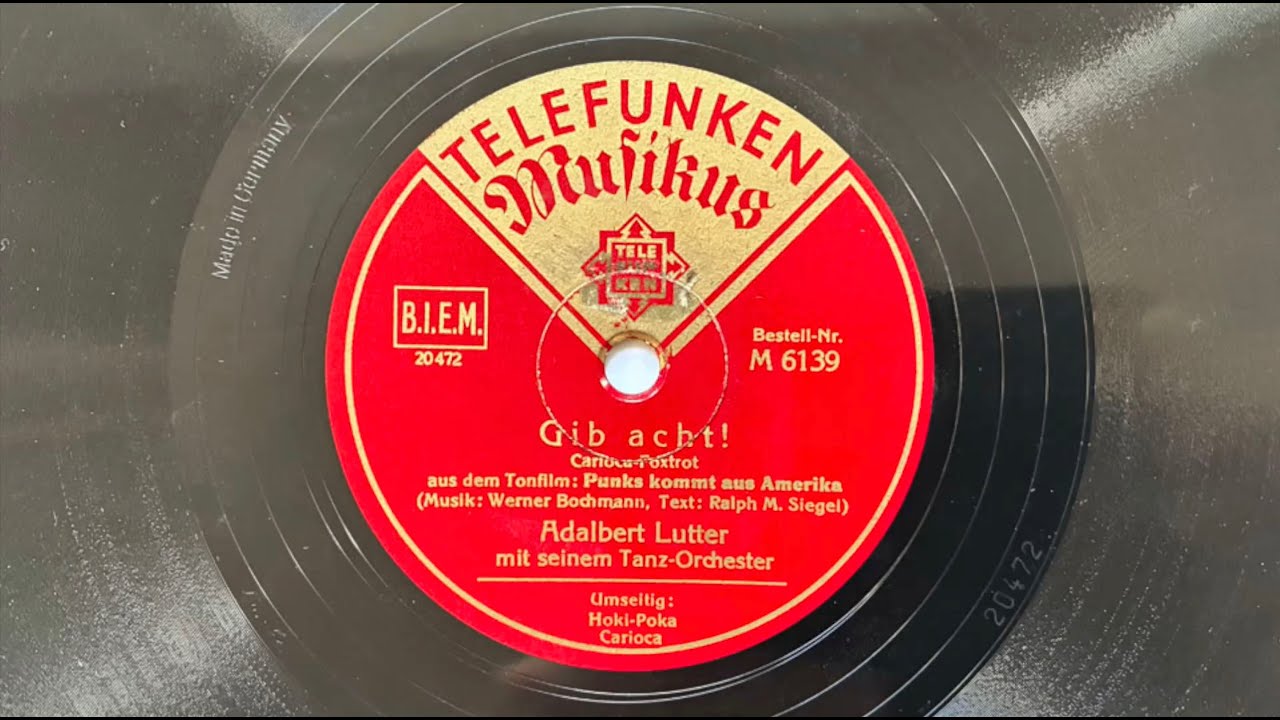 TELEFUNKEN
Musikus
TELE
KEN
Made in Germany
B.I.E.M.
20472
Bestell-Nr.
M 6139
Gib acht!
Carioca-Foxtrot
aus dem Tonfilm: Punks kommt aus Amerika
(Musik: Werner Bochmann, Text: Ralph M. Siegel)
Adalbert Lutter
mit seinem Tanz-Orchester
Umseitig:
Hoki-Poka
Carioca
20472